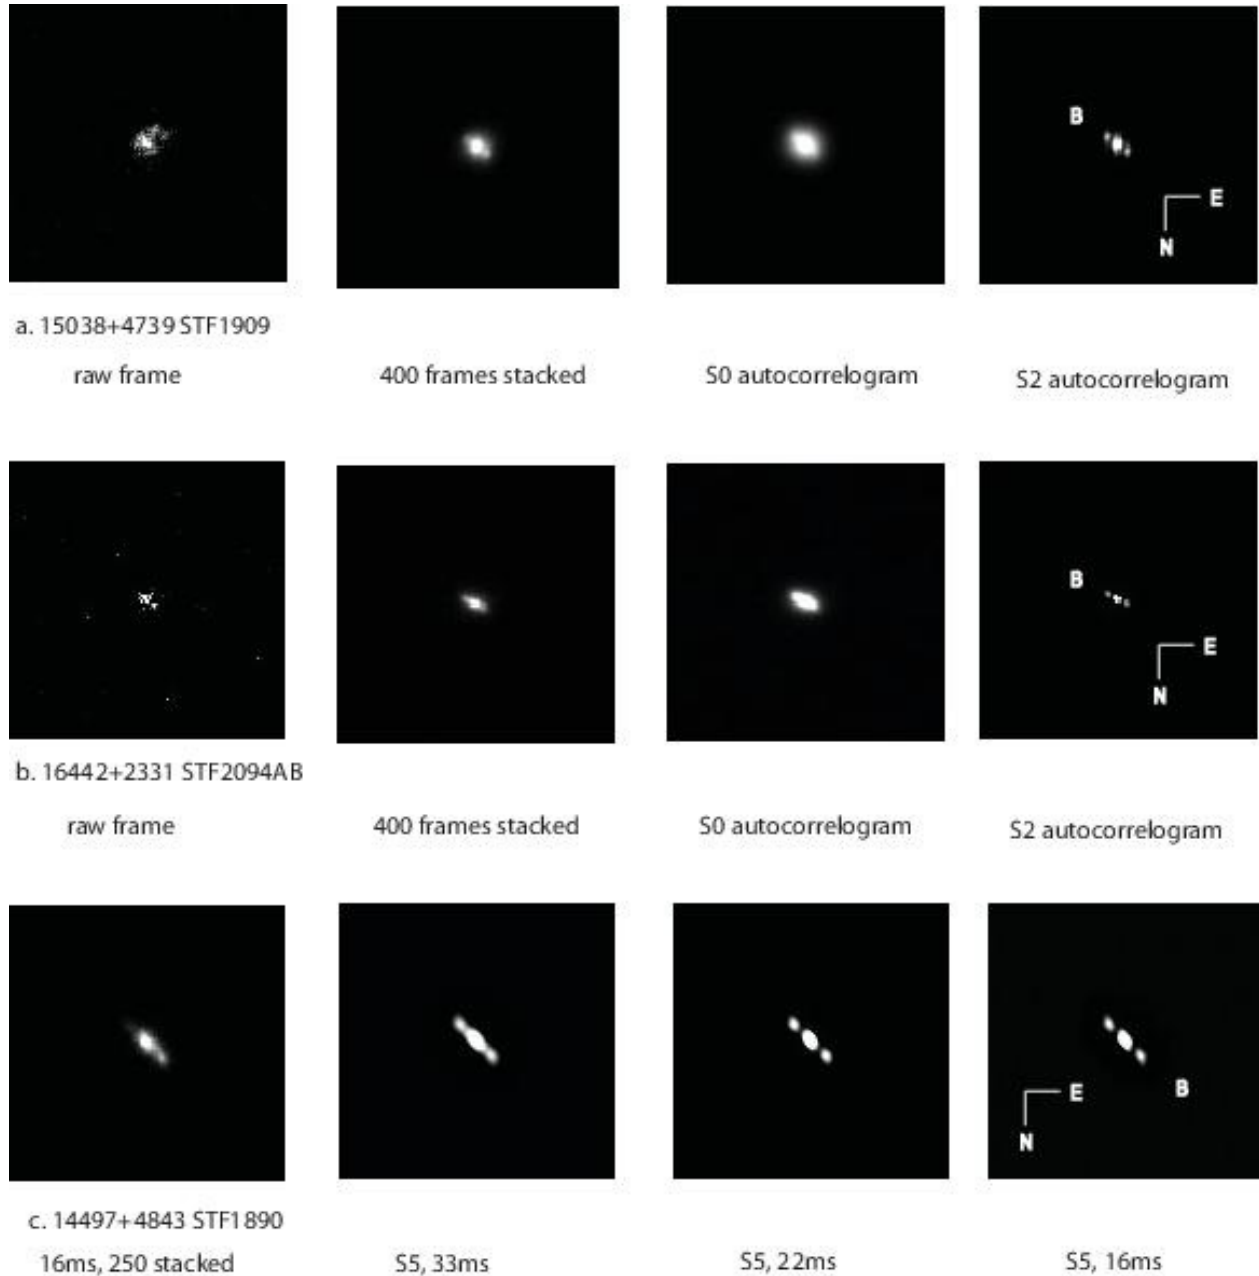 B
E
N
a. 15038+4739 STF1909
raw frame
400 frames stacked
S0 autocorrelogram
S2 autocorrelogram
B
E
N
b. 16442+2331 STF2094AB
raw frame
400 frames stacked
S0 autocorrelogram
S2 autocorrelogram
E
B
N
c. 14497+4843 STF1890
16ms, 250 stacked
S5, 33ms
S5, 22ms
S5, 16ms